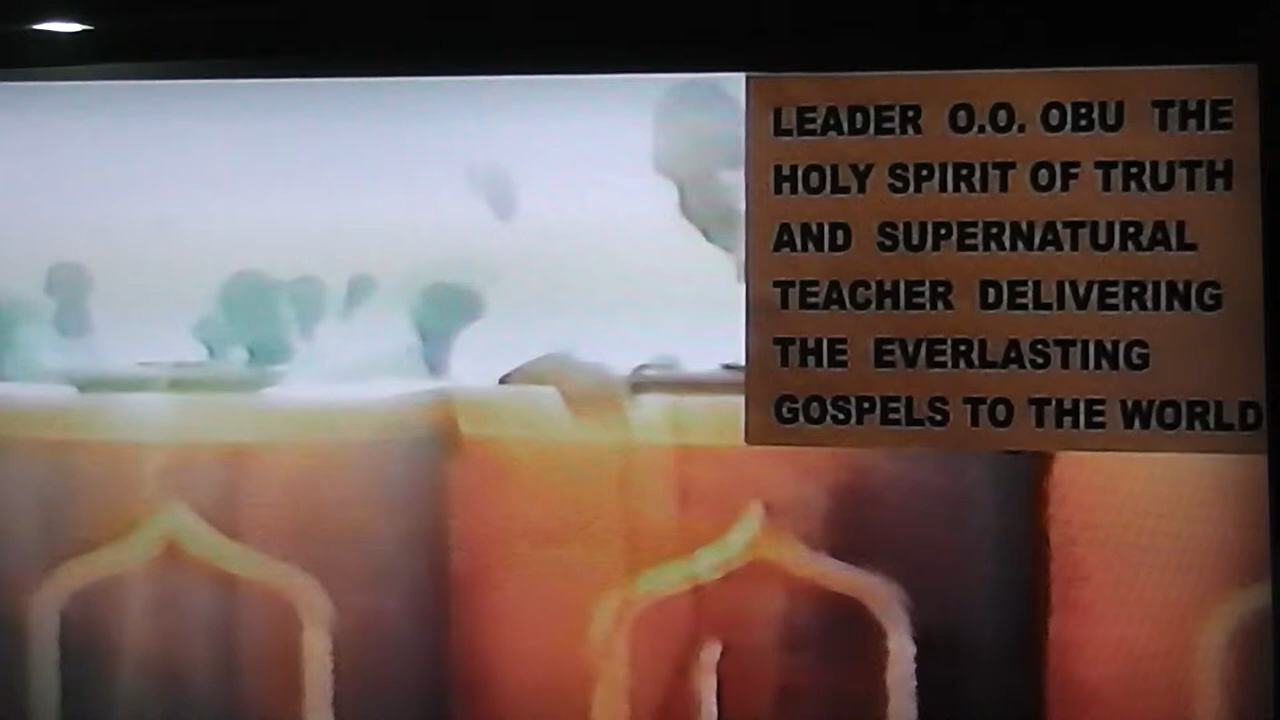 LEADER O.O. OBU THE
HOLY SPIRIT OF TRUTH
AND SUPERNATURAL
TEACHER DELIVERING
THE EVERLASTING
GOSPELS TO THE WORLD